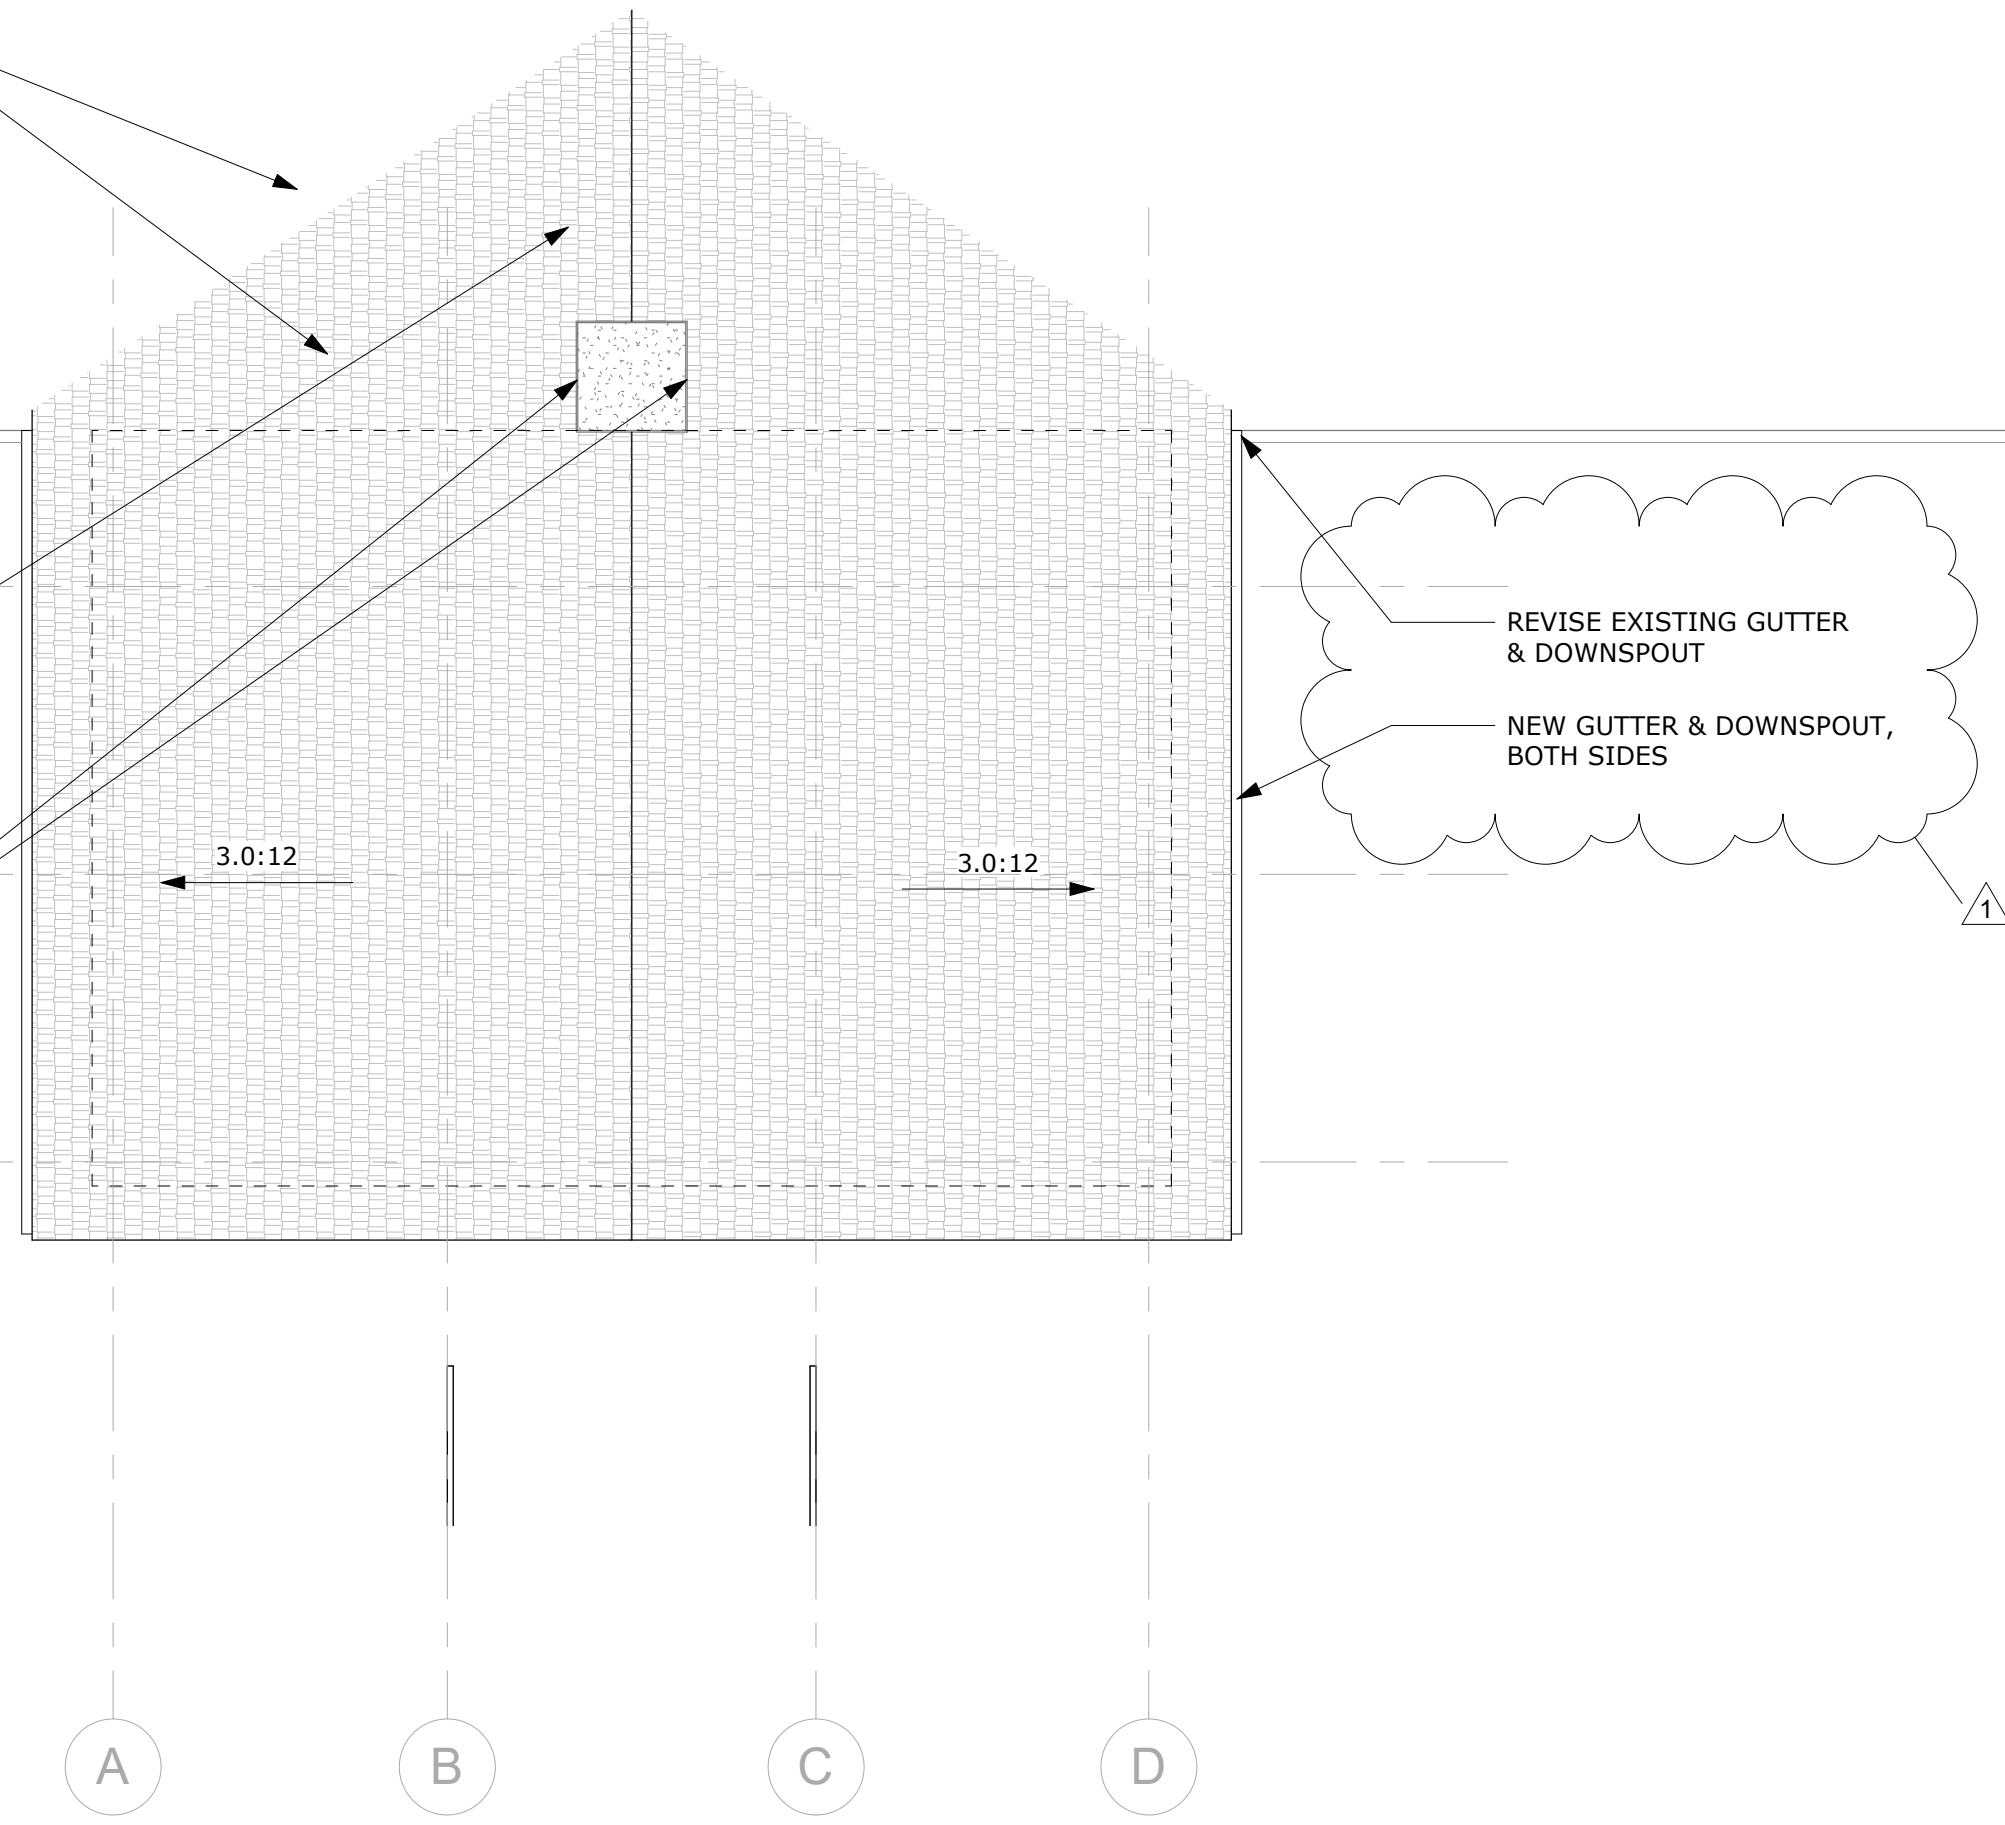 REVISE EXISTING GUTTER
& DOWNSPOUT
NEW GUTTER & DOWNSPOUT,
BOTH SIDES
3.0:12
3.0:12
1
A
B
C
D